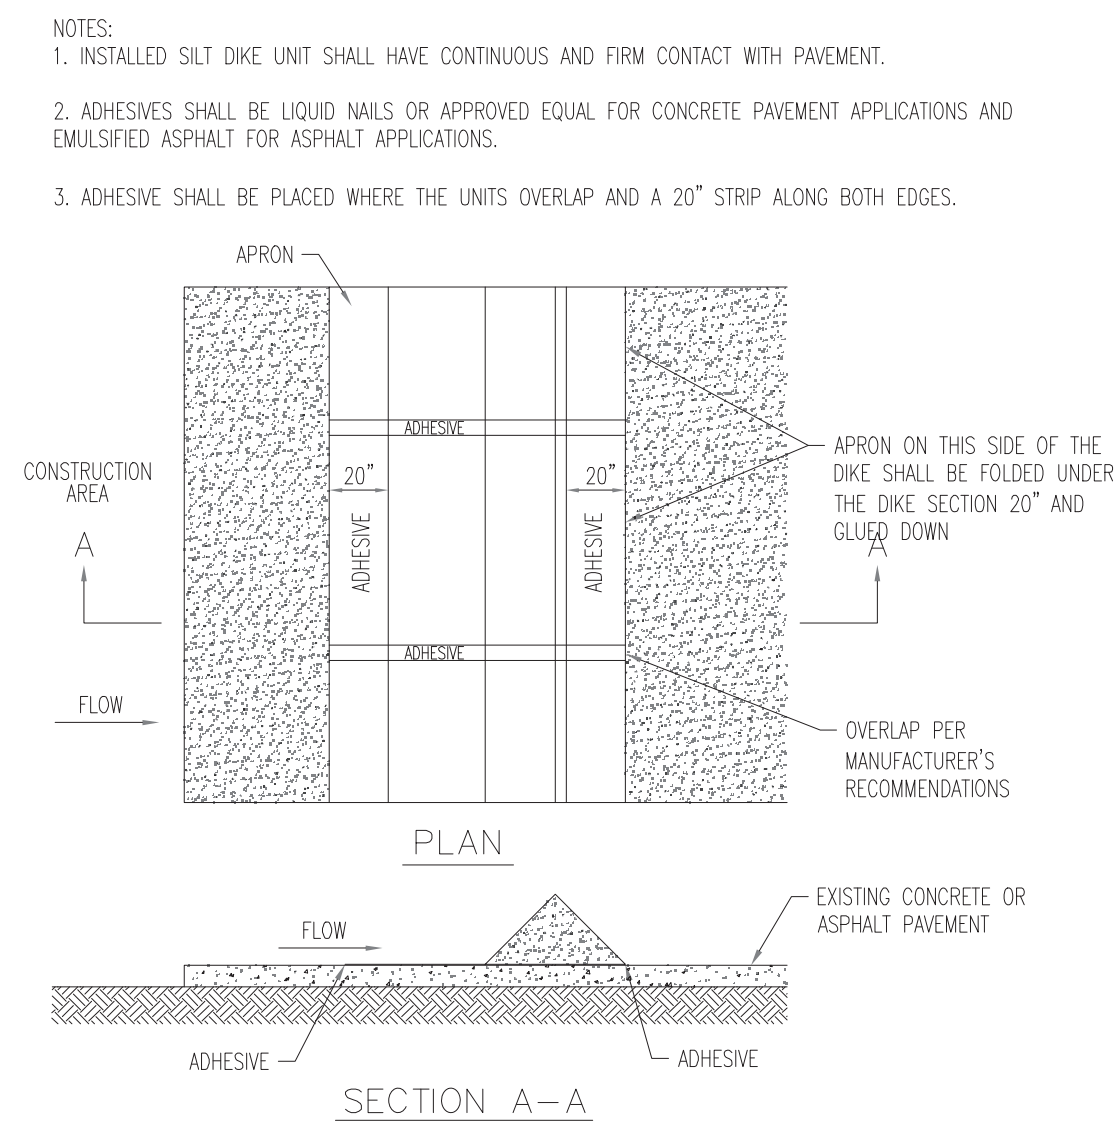 NOTES:
1. INSTALLED SILT DIKE UNIT SHALL HAVE CONTINUOUS AND FIRM CONTACT WITH PAVEMENT.
2. ADHESIVES SHALL BE LIQUID NAILS OR APPROVED EQUAL FOR CONCRETE PAVEMENT APPLICATIONS AND
EMULSIFIED ASPHALT FOR ASPHALT APPLICATIONS.
3. ADHESIVE SHALL BE PLACED WHERE THE UNITS OVERLAP AND A 20" STRIP ALONG BOTH EDGES.
APRON
ADHESIVE
CONSTRUCTION
AREA
A
20"
ADHESIVE
20"
ADHESIVE
APRON ON THIS SIDE OF THE
DIKE SHALL BE FOLDED UNDER
THE DIKE SECTION 20" AND
GLUED DOWN
A
ADHESIVE
FLOW
OVERLAP PER
MANUFACTURER'S
RECOMMENDATIONS
PLAN
EXISTING CONCRETE OR
ASPHALT PAVEMENT
FLOW
ADHESIVE
ADHESIVE
SECTION A-A